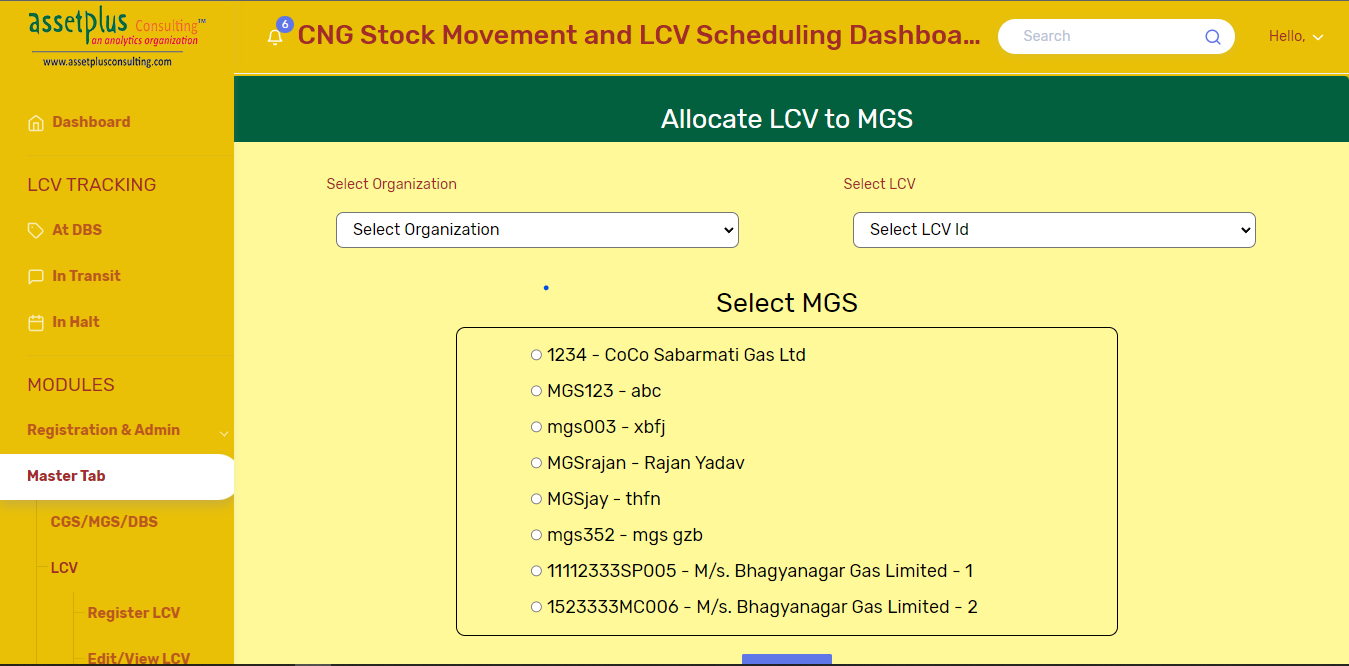 assetplus Consulting™
an analytics organization
www.assetplusconsulting.com
6
CNG Stock Movement and LCV Scheduling Dashboa...
Search
Hello,
Dashboard
LCV TRACKING
At DBS
In Transit
In Halt
MODULES
Registration & Admin
Master Tab
CGS/MGS/DBS
LCV
Register LCV
Edit/View LCV
Allocate LCV to MGS
Select Organization
Select LCV
Select Organization
Select LCV Id
Select MGS
1234 - CoCo Sabarmati Gas Ltd
MGS123 - abc
mgs003 - xbfj
MGSrajan - Rajan Yadav
MGSjay - thfn
mgs352 - mgs gzb
11112333SP005 - M/s. Bhagyanagar Gas Limited - 1
1523333MC006 - M/s. Bhagyanagar Gas Limited - 2